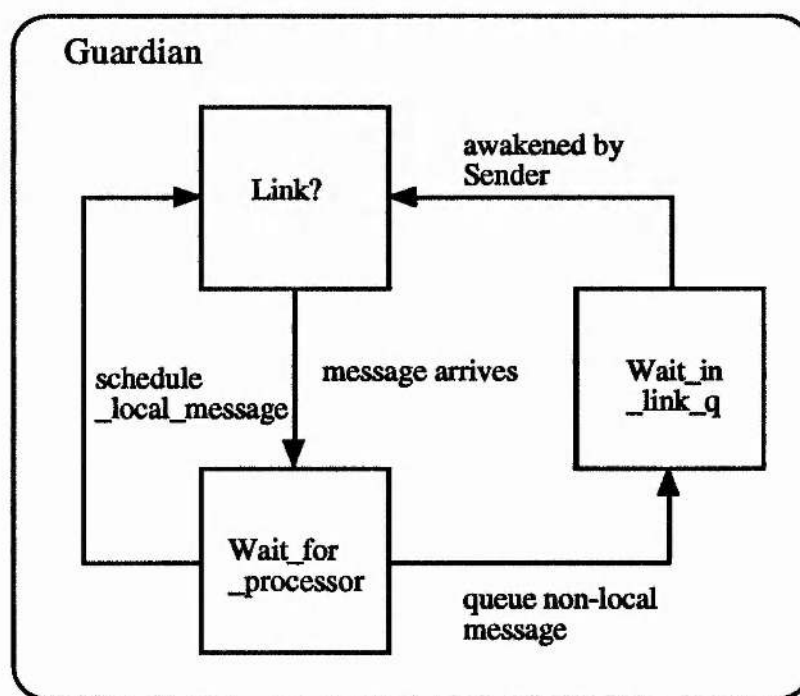 Guardian
awakened by
Sender
Link?
schedule
_local_message
message arrives
Wait_in
_link_q
Wait_for
_processor
queue non-local
message